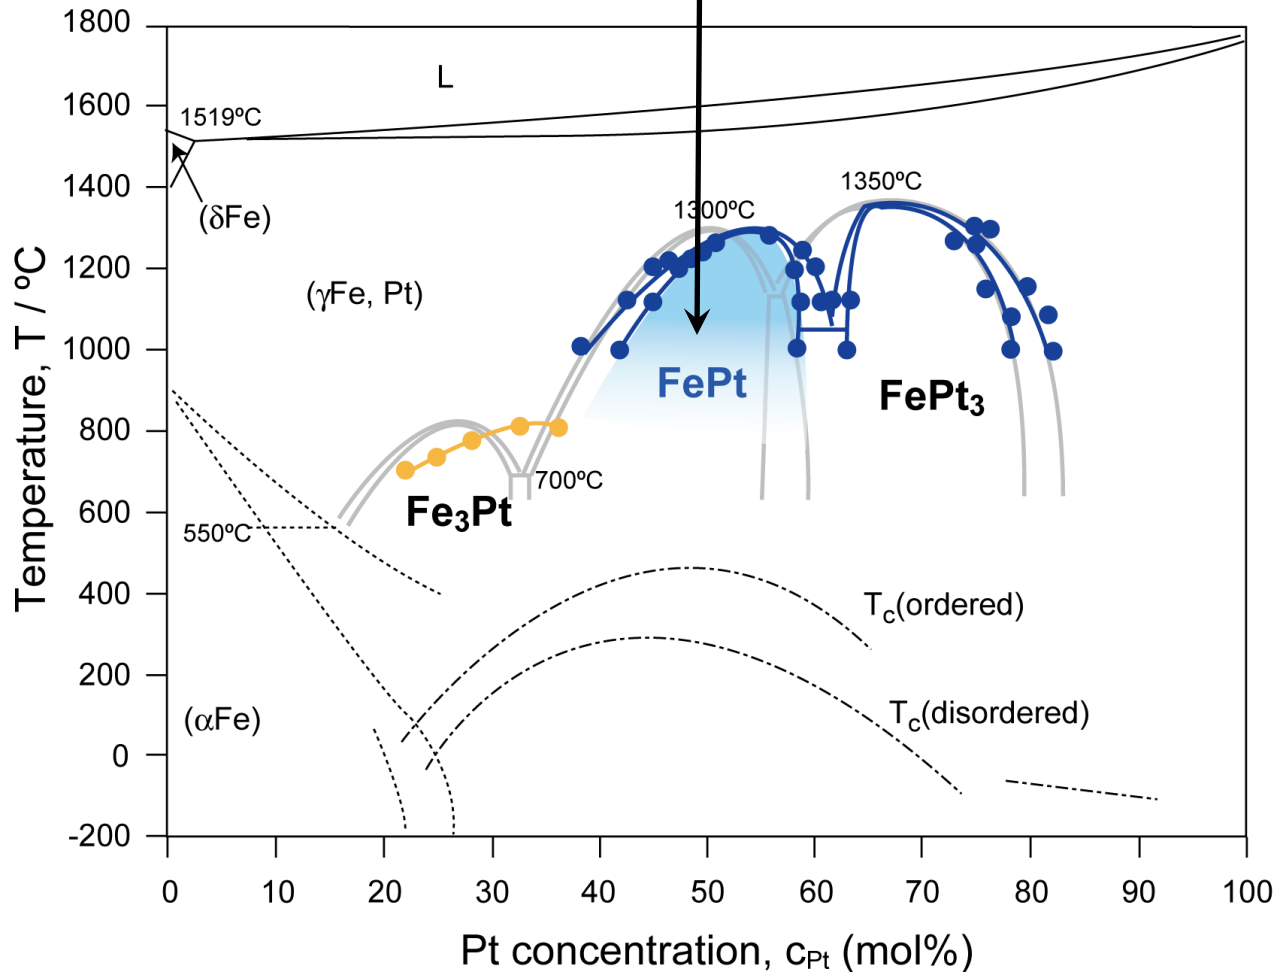 1800
1600
1400
1200
1000
800
600
400
200
0
-200
Temperature, T / ºC
L
1519ºC
(δFe)
1300ºC
1350ºC
(γFe, Pt)
FePt
FePt₃
700ºC
Fe₃Pt
550ºC
T꜀(ordered)
(αFe)
T꜀(disordered)
0 10 20 30 40 50 60 70 80 90 100
Pt concentration, cPt (mol%)